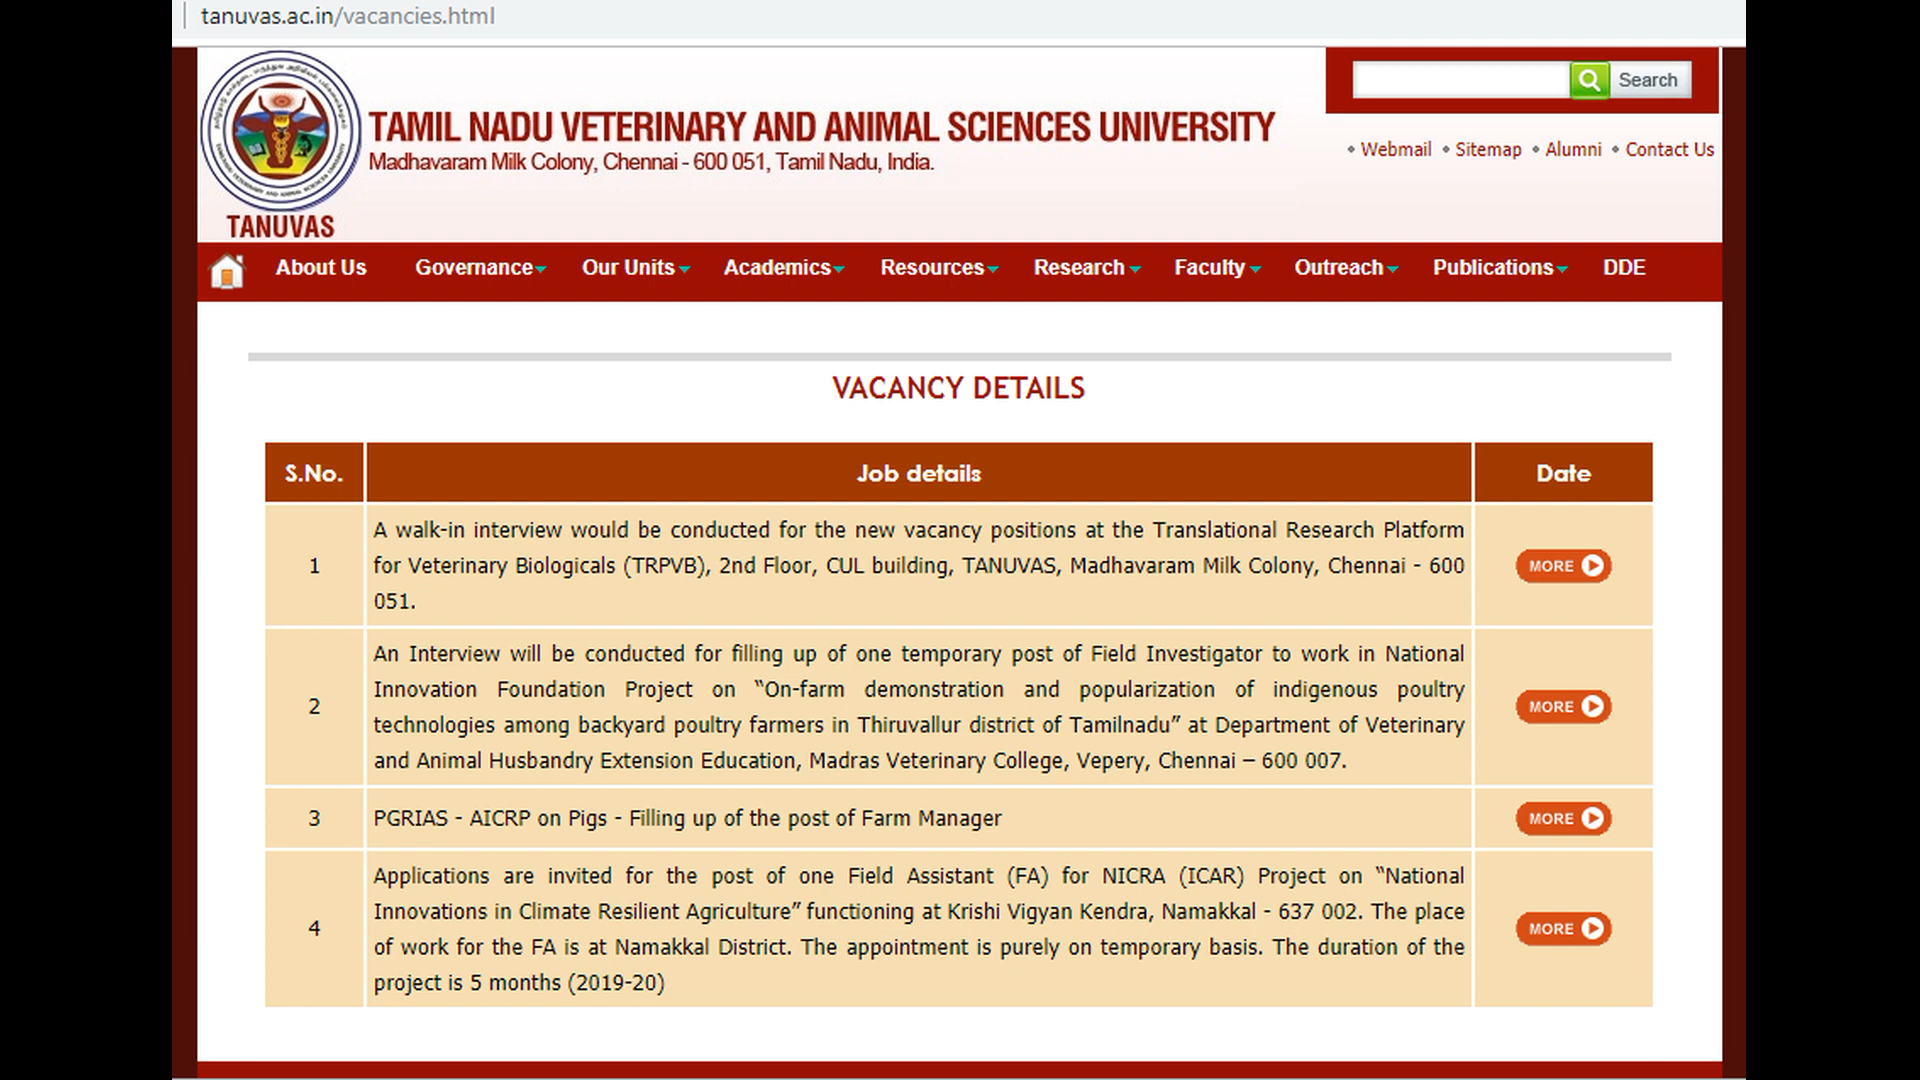 tanuvas.ac.in/vacancies.html
TAMIL NADU VETERINARY AND ANIMAL SCIENCES UNIVERSITY
Madhavaram Milk Colony, Chennai - 600 051, Tamil Nadu, India.
TANUVAS
Search
Webmail
Sitemap
Alumni
Contact Us
About Us
Governance
Our Units
Academics
Resources
Research
Faculty
Outreach
Publications
DDE
VACANCY DETAILS
S.No.
Job details
Date
1
A walk-in interview would be conducted for the new vacancy positions at the Translational Research Platform
for Veterinary Biologicals (TRPVB), 2nd Floor, CUL building, TANUVAS, Madhavaram Milk Colony, Chennai - 600
051.
MORE
2
An Interview will be conducted for filling up of one temporary post of Field Investigator to work in National
Innovation Foundation Project on “On-farm demonstration and popularization of indigenous poultry
technologies among backyard poultry farmers in Thiruvallur district of Tamilnadu” at Department of Veterinary
and Animal Husbandry Extension Education, Madras Veterinary College, Vepery, Chennai – 600 007.
MORE
3
PGRIAS - AICRP on Pigs - Filling up of the post of Farm Manager
MORE
4
Applications are invited for the post of one Field Assistant (FA) for NICRA (ICAR) Project on “National
Innovations in Climate Resilient Agriculture” functioning at Krishi Vigyan Kendra, Namakkal - 637 002. The place
of work for the FA is at Namakkal District. The appointment is purely on temporary basis. The duration of the
project is 5 months (2019-20)
MORE